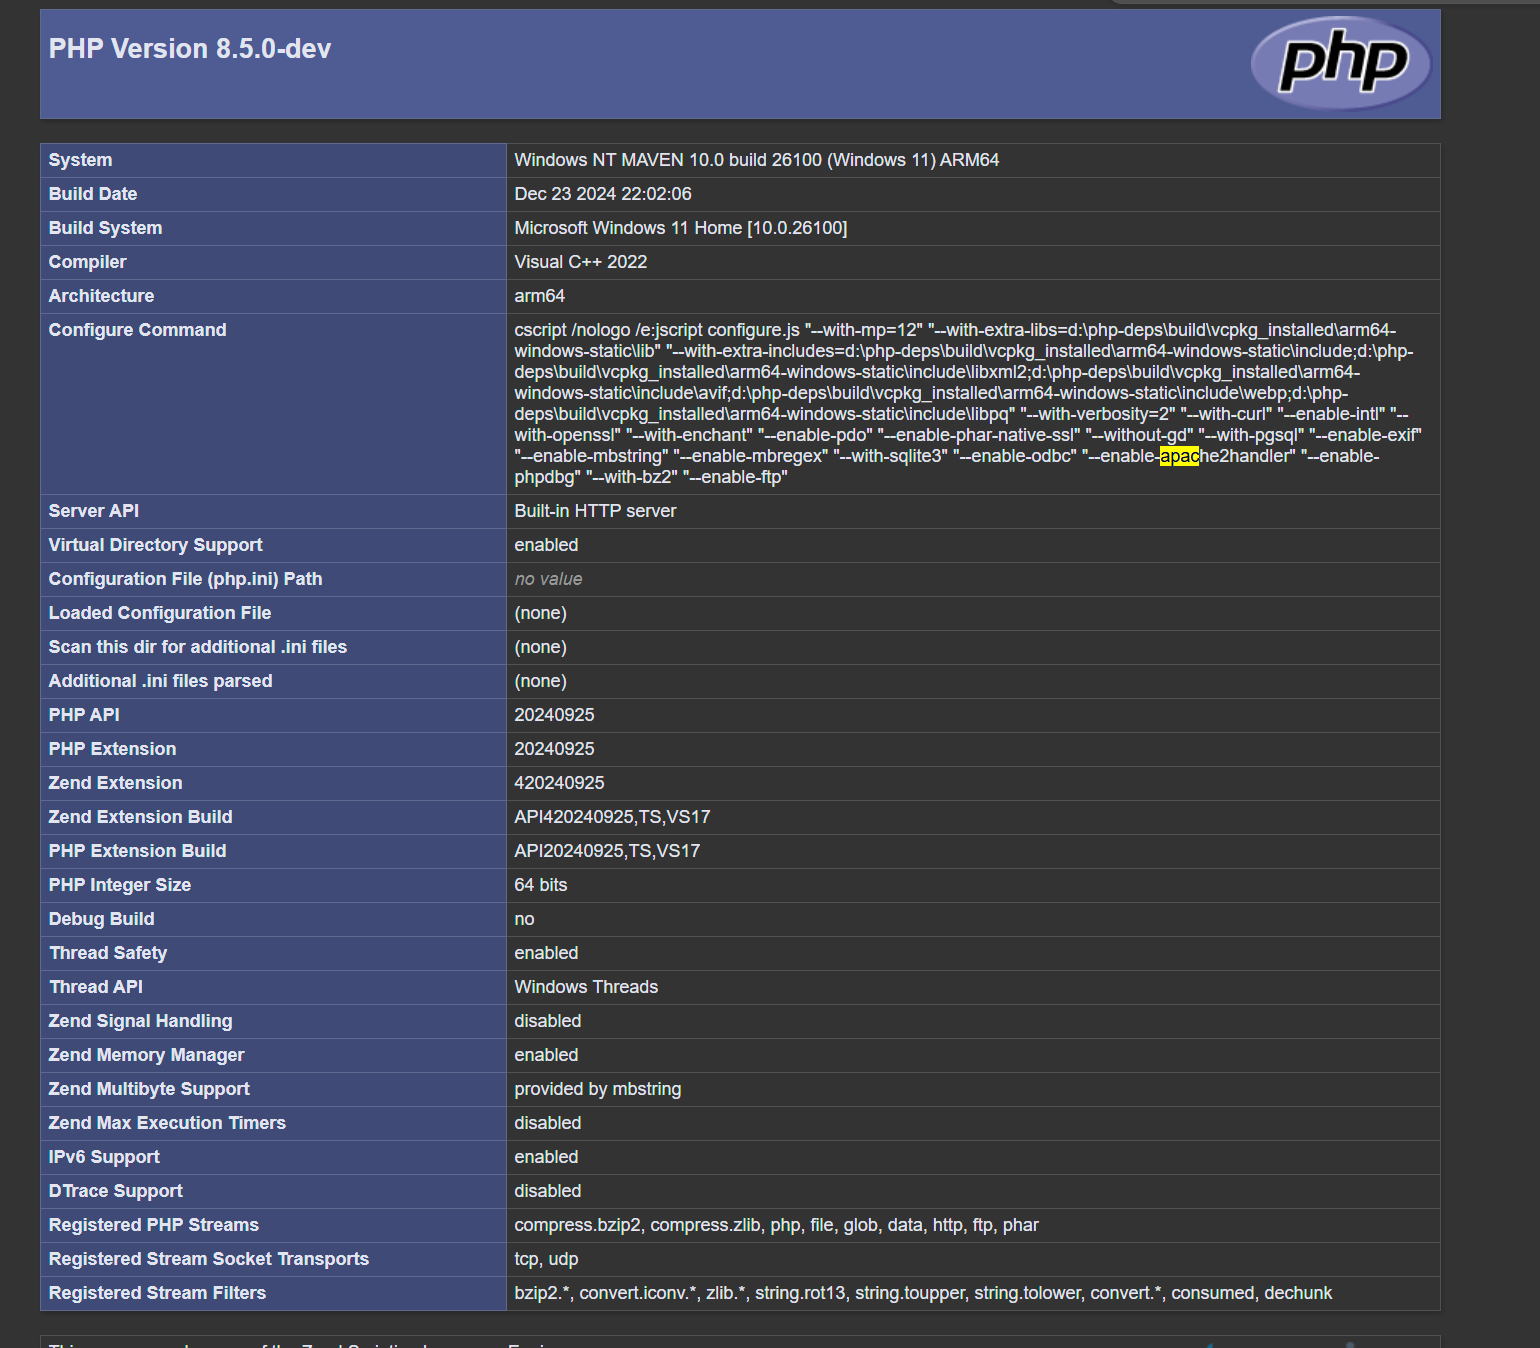 PHP Version 8.5.0-dev
php
System Windows NT MAVEN 10.0 build 26100 (Windows 11) ARM64
Build Date Dec 23 2024 22:02:06
Build System Microsoft Windows 11 Home [10.0.26100]
Compiler Visual C++ 2022
Architecture arm64
Configure Command cscript /nologo /e:jscript configure.js "--with-mp=12" "--with-extra-libs=d:\php-deps\build\vcpkg_installed\arm64-
windows-static\lib" "--with-extra-includes=d:\php-deps\build\vcpkg_installed\arm64-windows-static\include;d:\php-
deps\build\vcpkg_installed\arm64-windows-static\include\libxml2;d:\php-deps\build\vcpkg_installed\arm64-
windows-static\include\avif;d:\php-deps\build\vcpkg_installed\arm64-windows-static\include\webp;d:\php-
deps\build\vcpkg_installed\arm64-windows-static\include\libpq" "--with-verbosity=2" "--with-curl" "--enable-intl" "--
with-openssl" "--with-enchant" "--enable-pdo" "--enable-phar-native-ssl" "--without-gd" "--with-pgsql" "--enable-exif"
"--enable-mbstring" "--enable-mbregex" "--with-sqlite3" "--enable-odbc" "--enable-apache2handler" "--enable-
phpdbg" "--with-bz2" "--enable-ftp"
Server API Built-in HTTP server
Virtual Directory Support enabled
Configuration File (php.ini) Path no value
Loaded Configuration File (none)
Scan this dir for additional .ini files (none)
Additional .ini files parsed (none)
PHP API 20240925
PHP Extension 20240925
Zend Extension 420240925
Zend Extension Build API420240925,TS,VS17
PHP Extension Build API20240925,TS,VS17
PHP Integer Size 64 bits
Debug Build no
Thread Safety enabled
Thread API Windows Threads
Zend Signal Handling disabled
Zend Memory Manager enabled
Zend Multibyte Support provided by mbstring
Zend Max Execution Timers disabled
IPv6 Support enabled
DTrace Support disabled
Registered PHP Streams compress.bzip2, compress.zlib, php, file, glob, data, http, ftp, phar
Registered Stream Socket Transports tcp, udp
Registered Stream Filters bzip2.*, convert.iconv.*, zlib.*, string.rot13, string.toupper, string.tolower, convert.*, consumed, dechunk